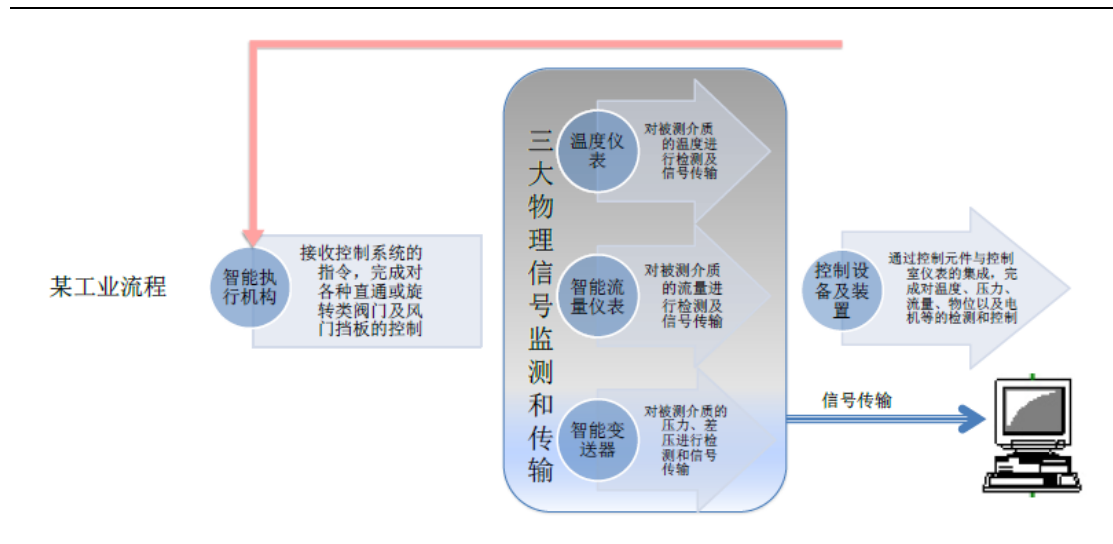 某工业流程
智能执
行机构
接收控制系统的
指令，完成对
各种直通或旋
转类阀门及风
门挡板的控制
三大物理信号监测和传输
温度仪
表
对被测介质
的温度进
行检测及
信号传输
智能流
量仪表
对被测介质
的流量进
行检测及
信号传输
智能变
送器
对被测介质的
压力、差
压进行检
测和信号
传输
控制设
备及装
置
通过控制元件与控制
室仪表的集成，完
成对温度、压力、
流量、物位以及电
机等的检测和控制
信号传输